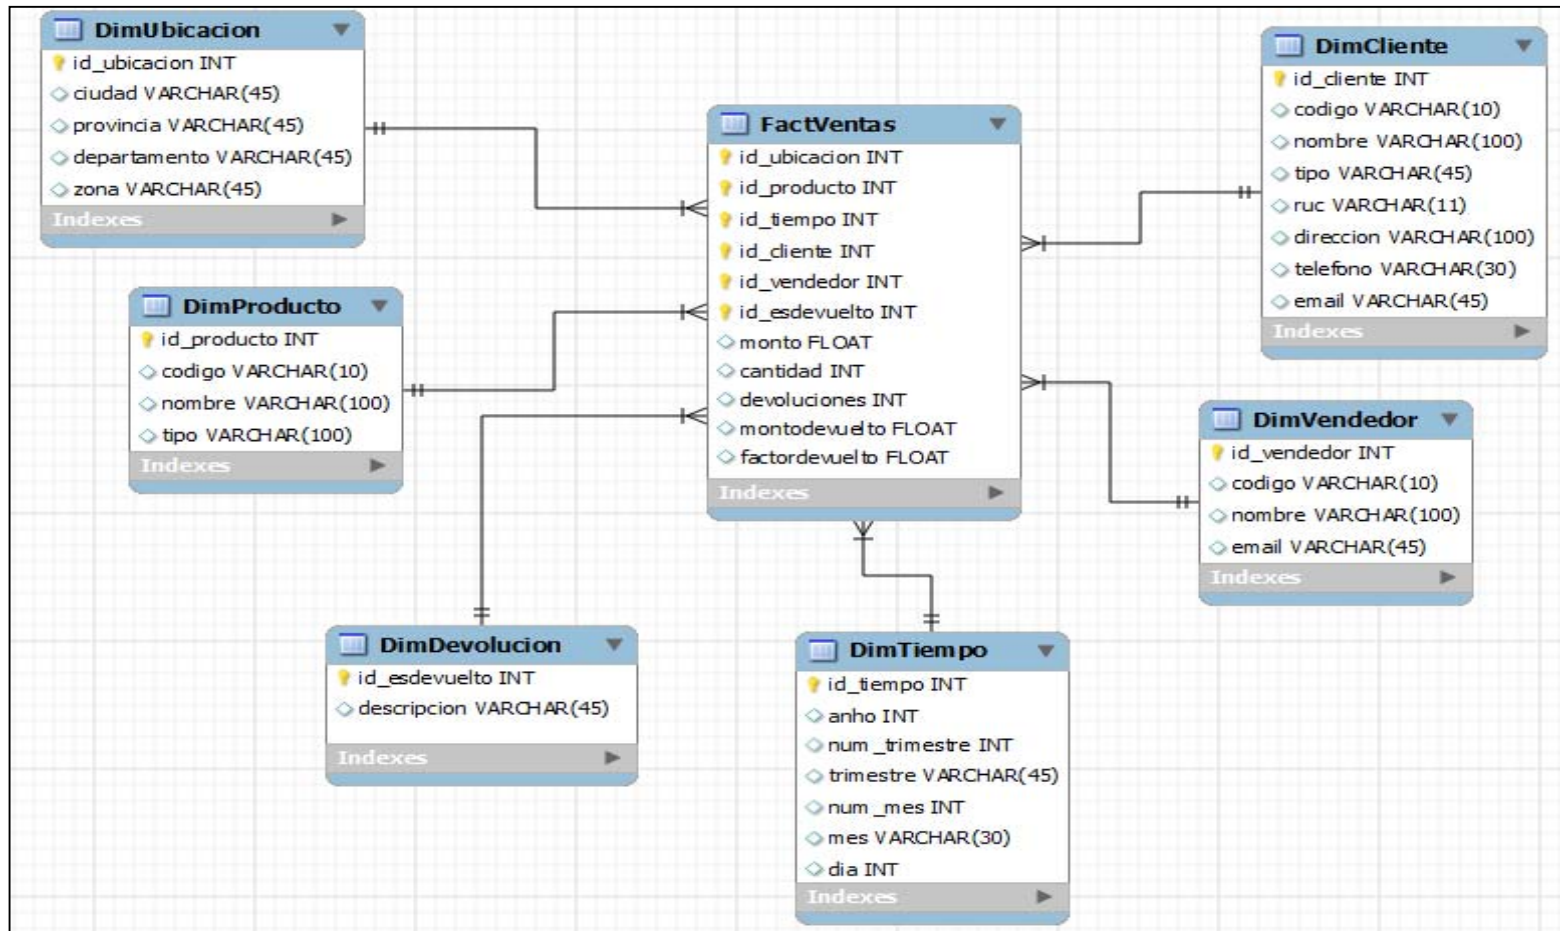 DimUbicacion
id_ubicacion INT
ciudad VARCHAR(45)
provincia VARCHAR(45)
departamento VARCHAR(45)
zona VARCHAR(45)
Indexes
DimProducto
id_producto INT
codigo VARCHAR(10)
nombre VARCHAR(100)
tipo VARCHAR(100)
Indexes
FactVentas
id_ubicacion INT
id_producto INT
id_tiempo INT
id_cliente INT
id_vendedor INT
id_esdevuelto INT
monto FLOAT
cantidad INT
devoluciones INT
montodevuelto FLOAT
factordevuelto FLOAT
Indexes
DimCliente
id_cliente INT
codigo VARCHAR(10)
nombre VARCHAR(100)
tipo VARCHAR(45)
ruc VARCHAR(11)
direccion VARCHAR(100)
telefono VARCHAR(30)
email VARCHAR(45)
Indexes
DimVendedor
id_vendedor INT
codigo VARCHAR(10)
nombre VARCHAR(100)
email VARCHAR(45)
Indexes
DimDevolucion
id_esdevuelto INT
descripcion VARCHAR(45)
Indexes
DimTiempo
id_tiempo INT
anho INT
num_trimestre INT
trimestre VARCHAR(45)
num_mes INT
mes VARCHAR(30)
dia INT
Indexes